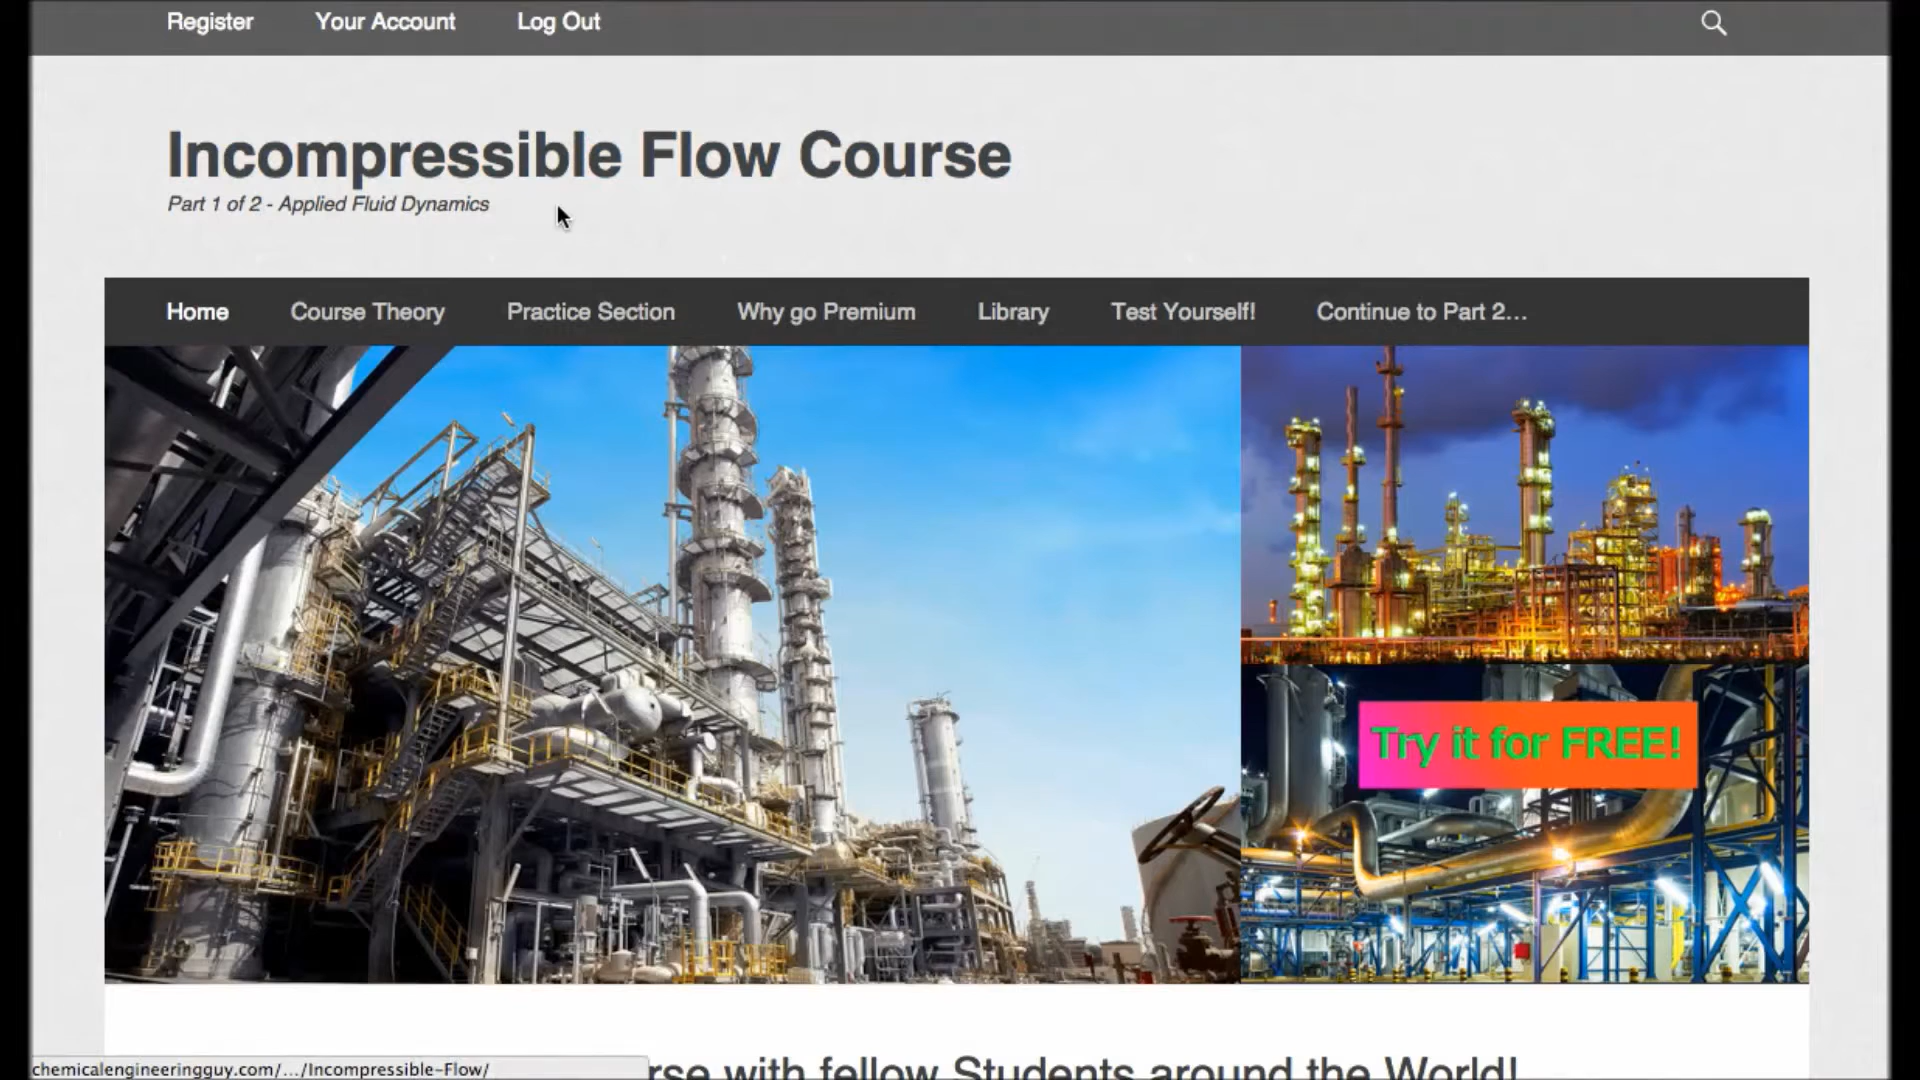 Register Your Account Log Out
Incompressible Flow Course
Part 1 of 2 - Applied Fluid Dynamics
Home Course Theory Practice Section Why go Premium Library Test Yourself! Continue to Part 2...
Try it for FREE!
with fellow Students around the World!
chemicalengineeringguy.com/.../Incompressible-Flow/